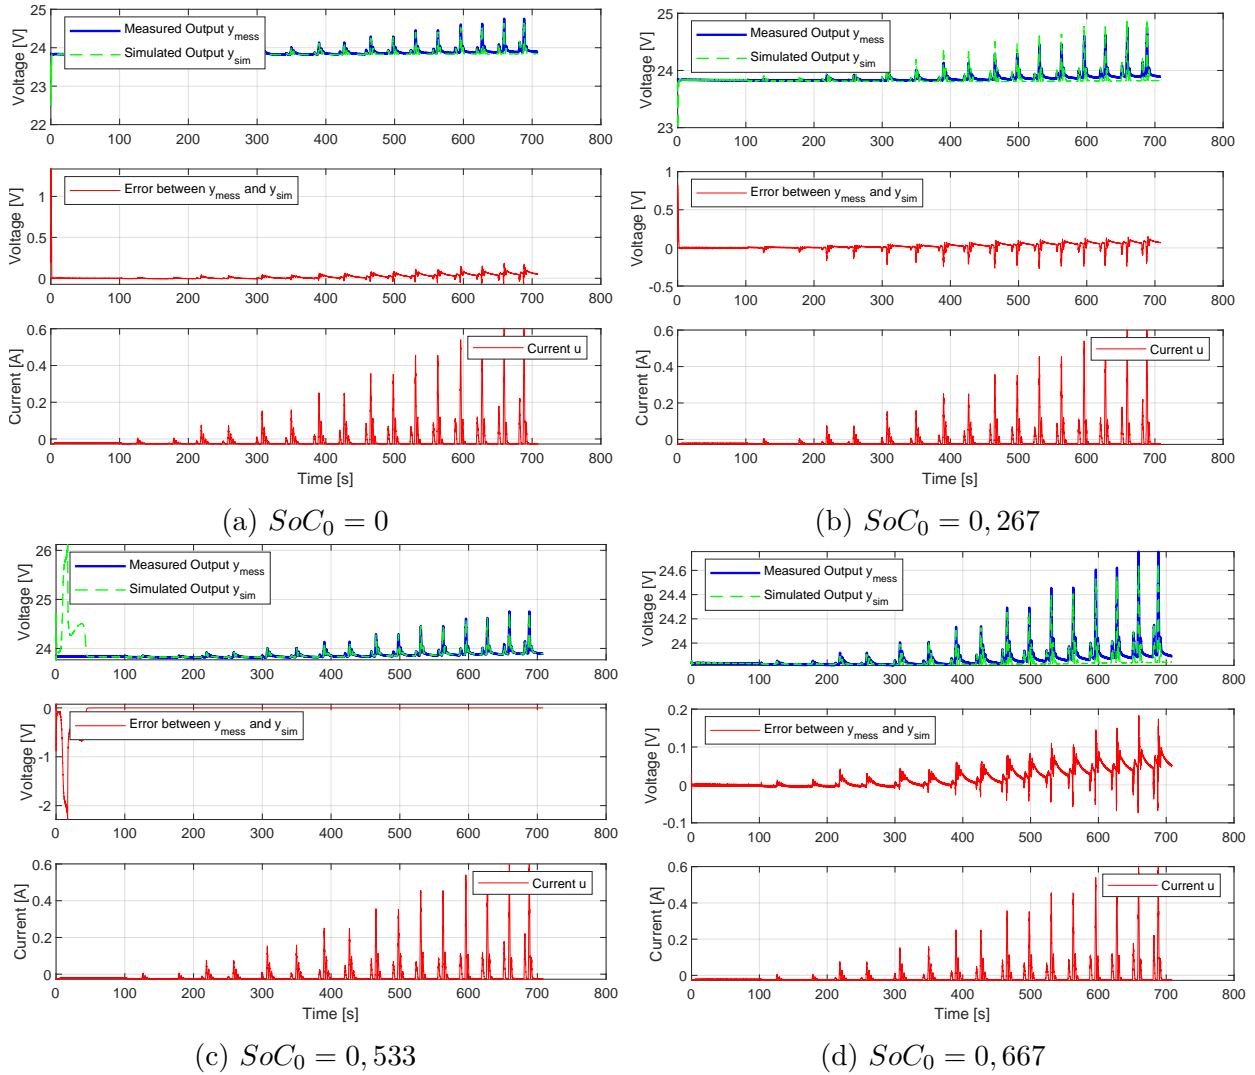 25
24
23
22
Voltage [V]
Measured Output y_mess
Simulated Output y_sim
0 100 200 300 400 500 600 700 800
1
0.5
0
Voltage [V]
Error between y_mess and y_sim
0 100 200 300 400 500 600 700 800
0.6
0.4
0.2
0
Current [A]
Current u
0 100 200 300 400 500 600 700 800
Time [s]
(a) SoC_0 = 0
25
24
23
Voltage [V]
Measured Output y_mess
Simulated Output y_sim
0 100 200 300 400 500 600 700 800
1
0.5
0
-0.5
Voltage [V]
Error between y_mess and y_sim
0 100 200 300 400 500 600 700 800
0.6
0.4
0.2
0
Current [A]
Current u
0 100 200 300 400 500 600 700 800
Time [s]
(b) SoC_0 = 0, 267
26
25
24
Voltage [V]
Measured Output y_mess
Simulated Output y_sim
0 100 200 300 400 500 600 700 800
0
-1
-2
Voltage [V]
Error between y_mess and y_sim
0 100 200 300 400 500 600 700 800
0.6
0.4
0.2
0
Current [A]
Current u
0 100 200 300 400 500 600 700 800
Time [s]
(c) SoC_0 = 0, 533
24.6
24.4
24.2
24
Voltage [V]
Measured Output y_mess
Simulated Output y_sim
0 100 200 300 400 500 600 700 800
0.2
0.1
0
-0.1
Voltage [V]
Error between y_mess and y_sim
0 100 200 300 400 500 600 700 800
0.6
0.4
0.2
0
Current [A]
Current u
0 100 200 300 400 500 600 700 800
Time [s]
(d) SoC_0 = 0, 667